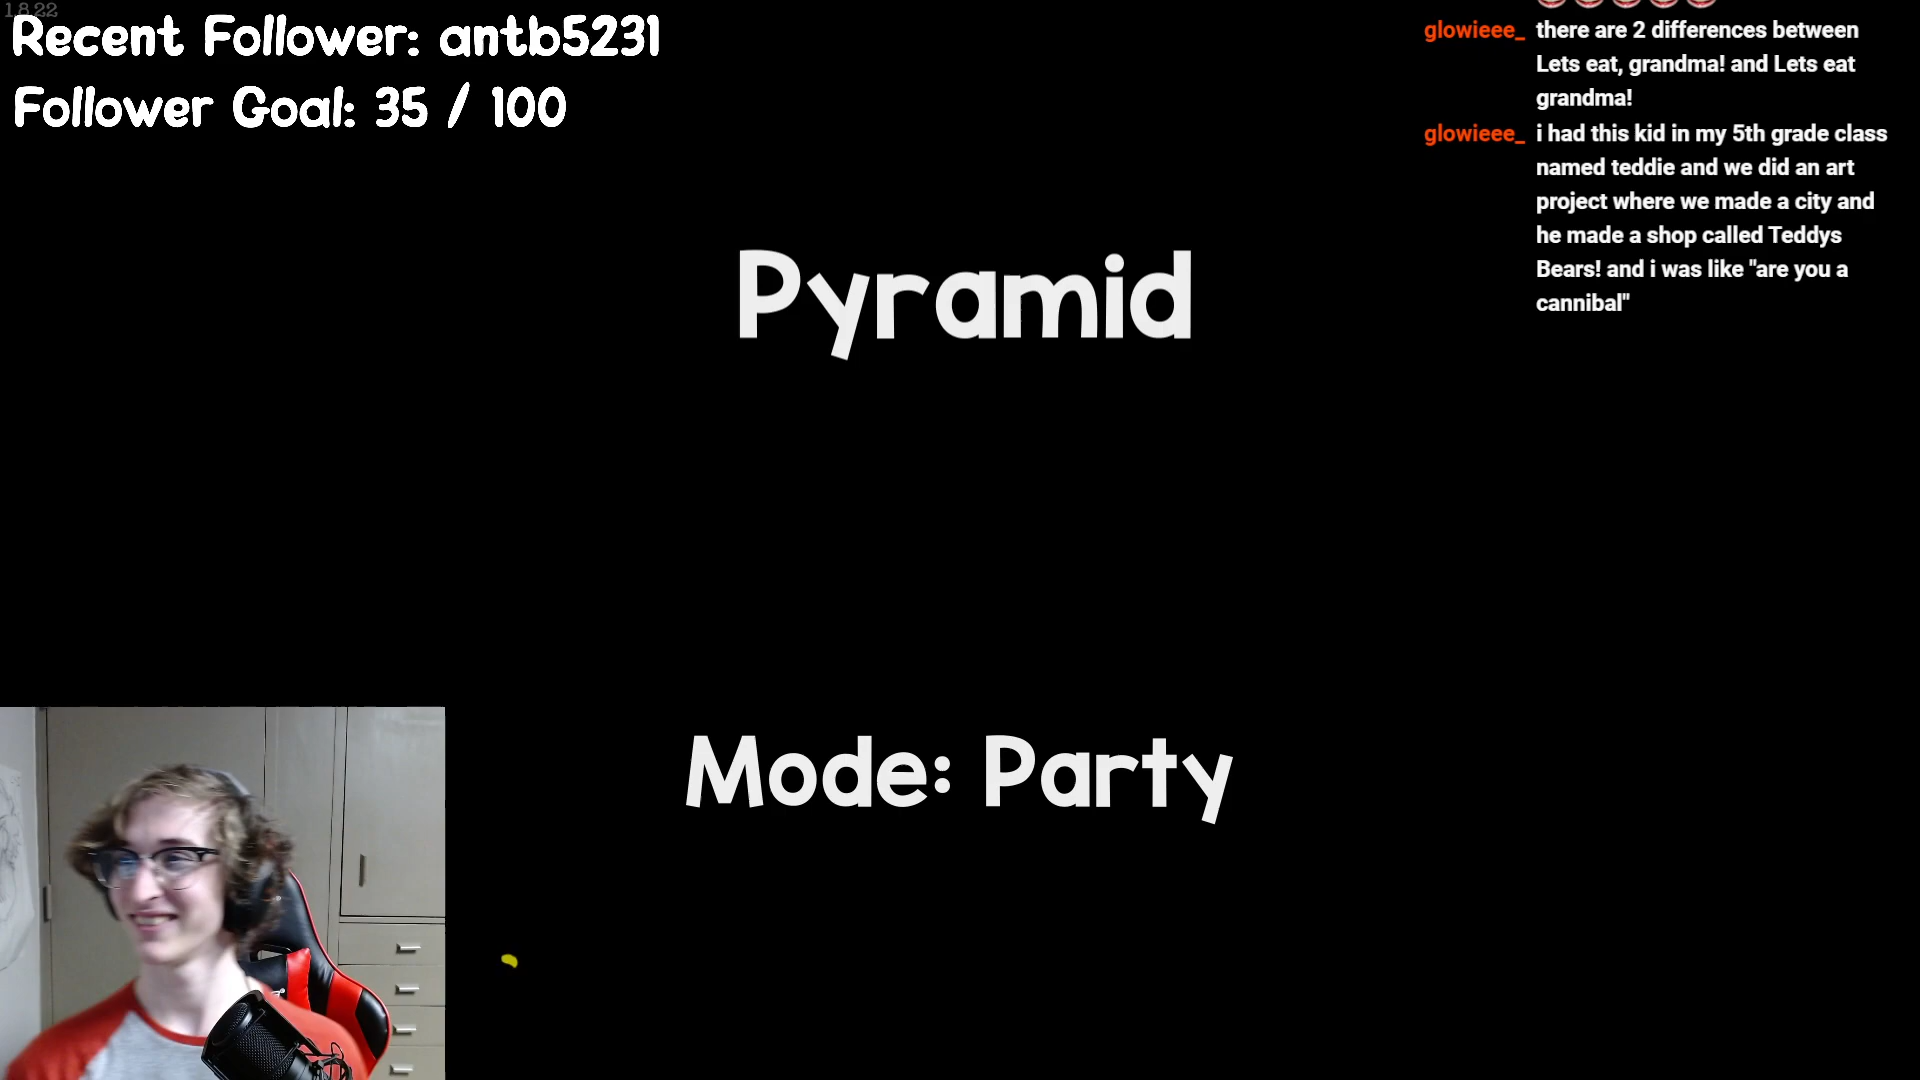 18.22
Recent Follower: antb5231
Follower Goal: 35 / 100
glowieee_ there are 2 differences between
Lets eat, grandma! and Lets eat
grandma!
glowieee_ i had this kid in my 5th grade class
named teddie and we did an art
project where we made a city and
he made a shop called Teddys
Bears! and i was like "are you a
cannibal"
Pyramid
Mode: Party